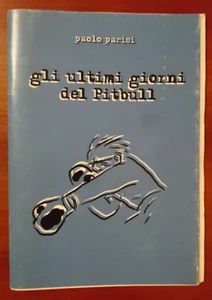 paolo parisi
gli ultimi giorni
del Pitbull